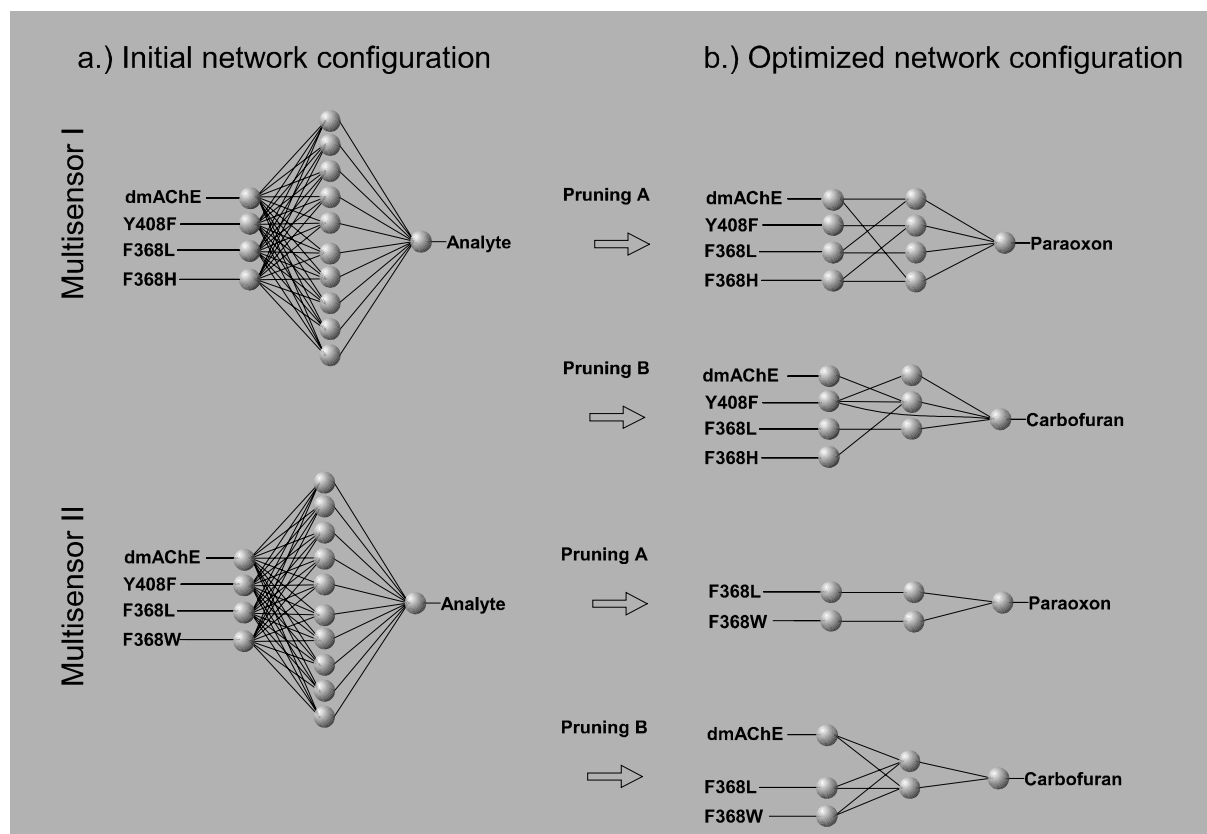 a.) Initial network configuration
b.) Optimized network configuration
Multisensor I
dmAChE
Y408F
F368L
F368H
Analyte
Pruning A
dmAChE
Y408F
F368L
F368H
Paraoxon
Pruning B
dmAChE
Y408F
F368L
F368H
Carbofuran
Multisensor II
dmAChE
Y408F
F368L
F368W
Analyte
Pruning A
F368L
F368W
Paraoxon
Pruning B
dmAChE
F368L
F368W
Carbofuran